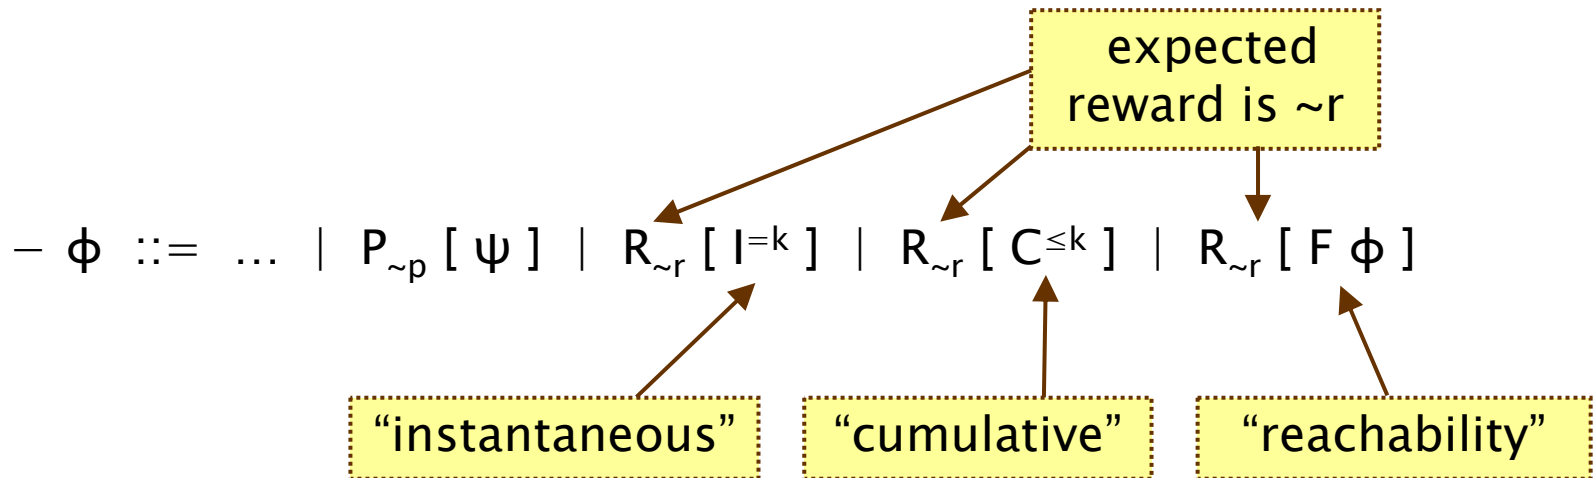 expected
reward is ~r
– ϕ ::= … | P~p [ ψ ] | R~r [ I=k ] | R~r [ C≤k ] | R~r [ F ϕ ]
“instantaneous”
“cumulative”
“reachability”